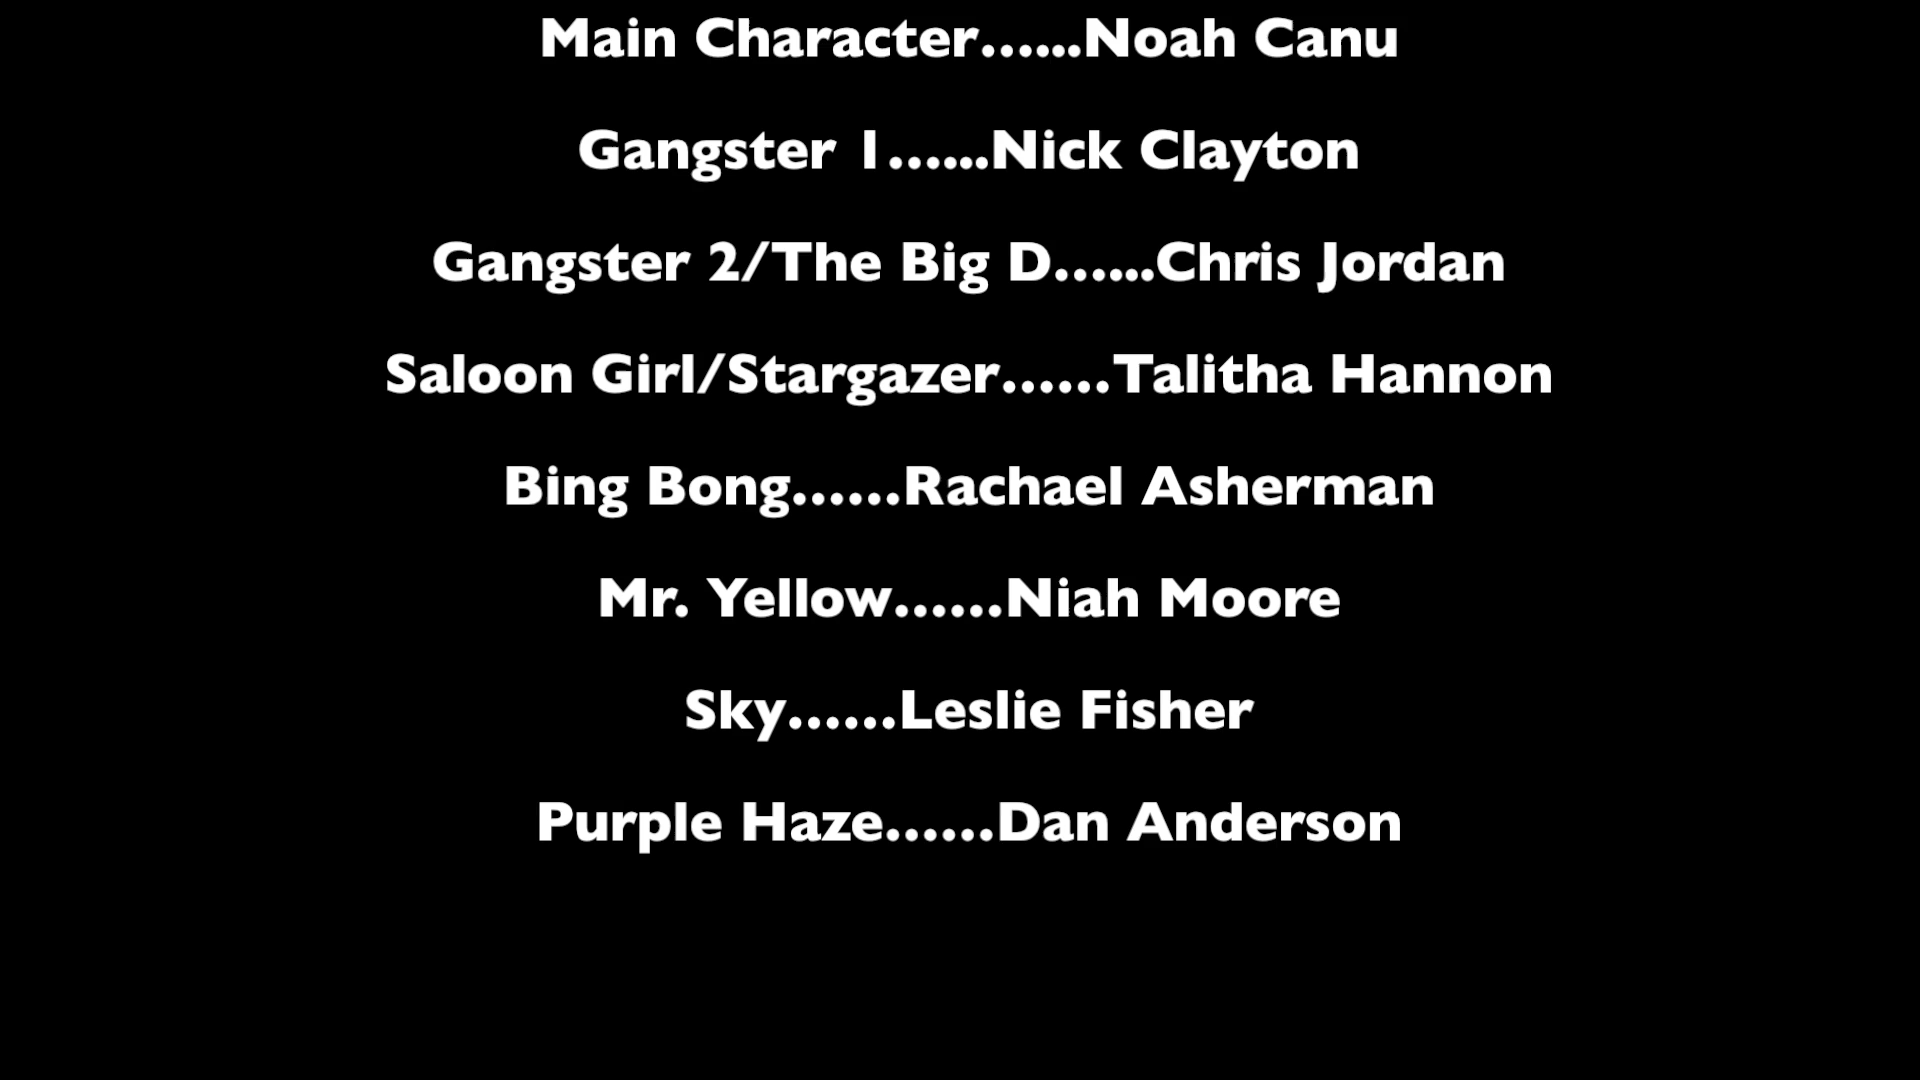 Main Character…...Noah Canu
Gangster 1…...Nick Clayton
Gangster 2/The Big D…...Chris Jordan
Saloon Girl/Stargazer……Talitha Hannon
Bing Bong……Rachael Asherman
Mr. Yellow……Niah Moore
Sky……Leslie Fisher
Purple Haze……Dan Anderson